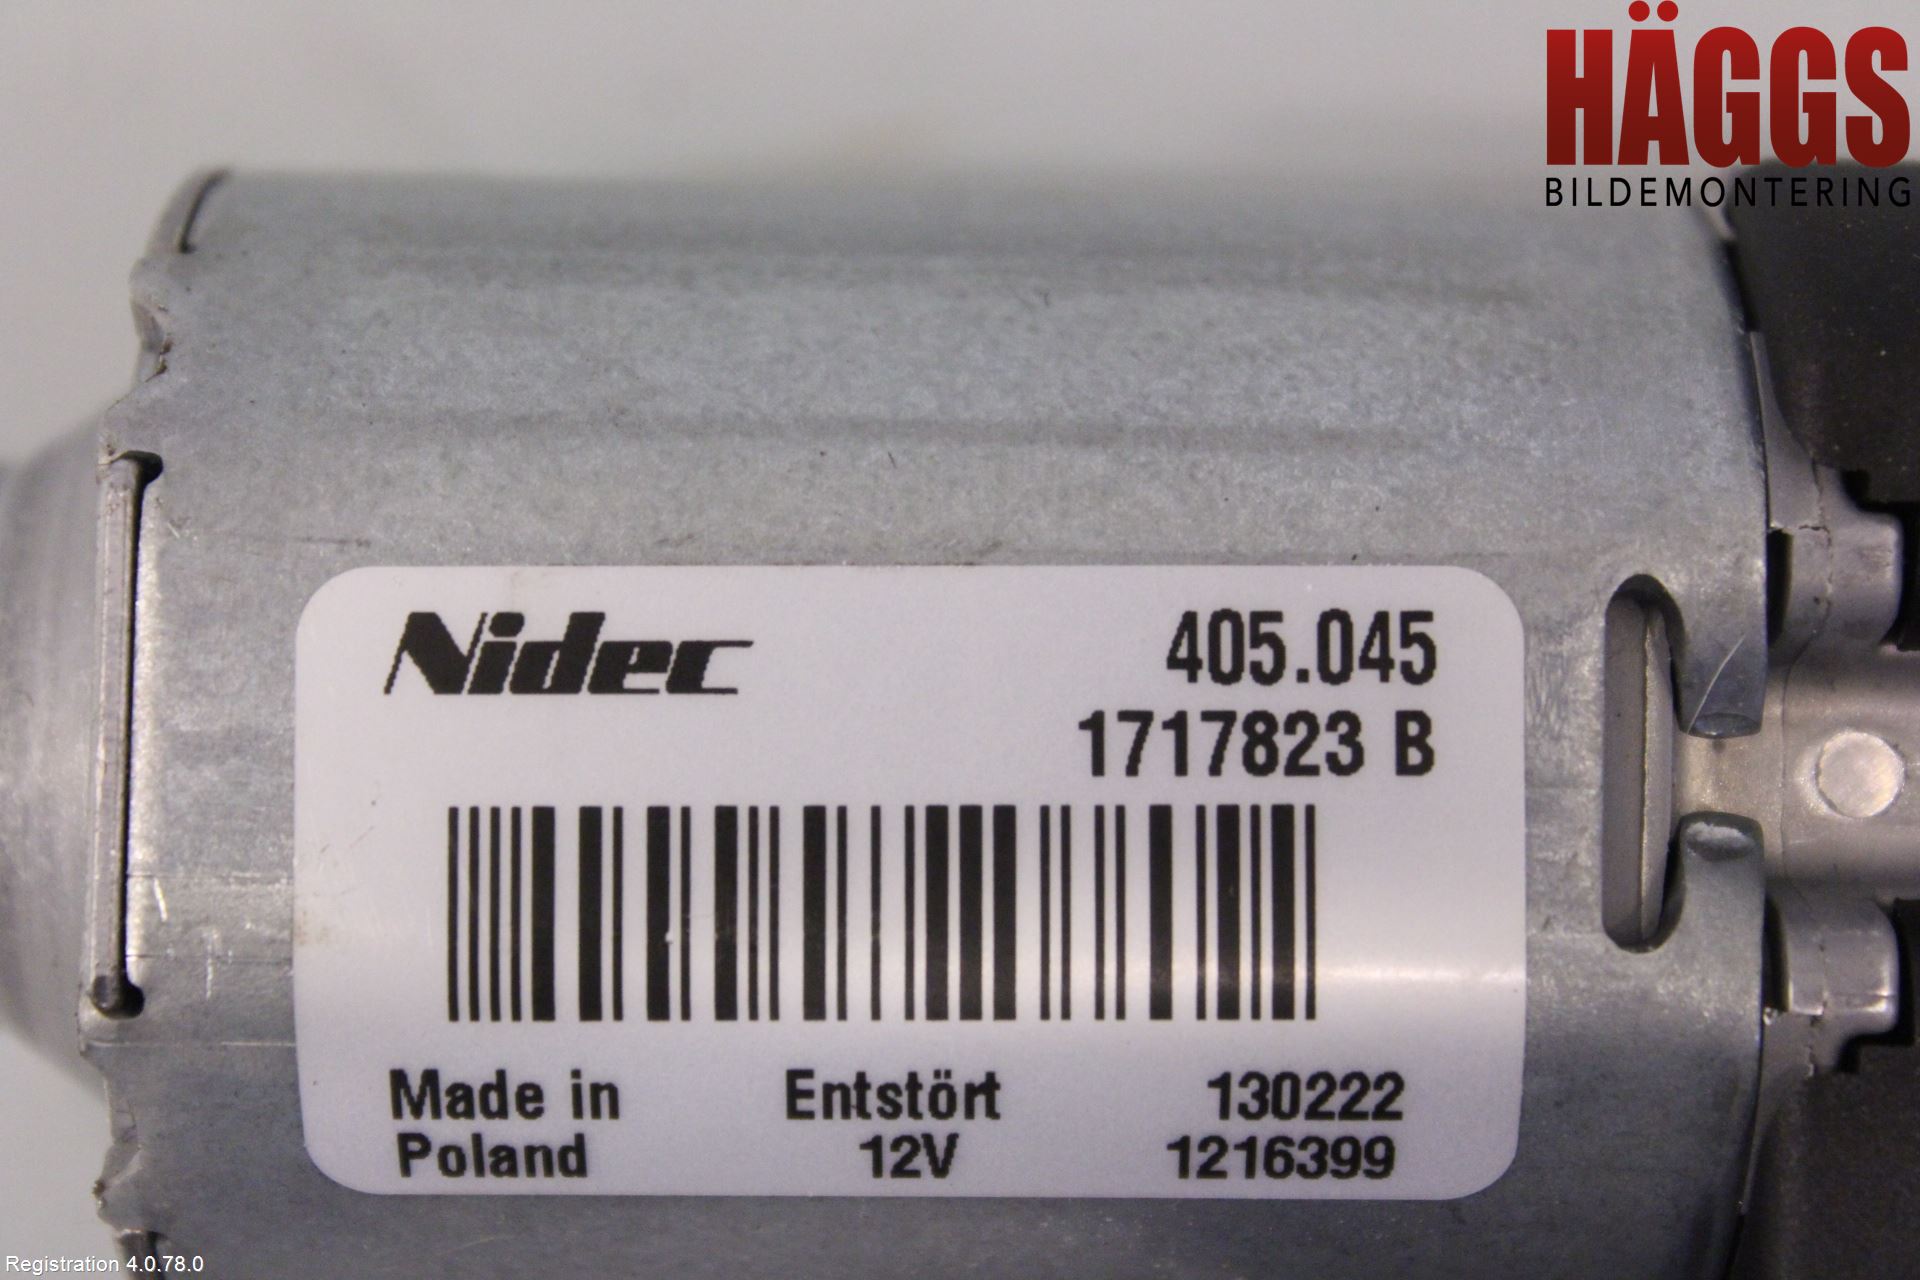 HÄGGS
BILDEMONTERING
Nidec
405.045
1717823 B
Made in
Poland
Entstört
12V
130222
1216399
Registration 4.0.78.0